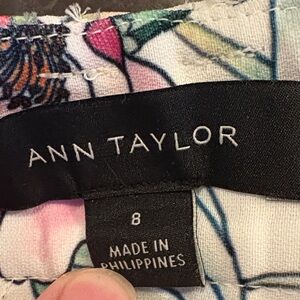 ANN TAYLOR
8
MADE IN
PHILIPPINES